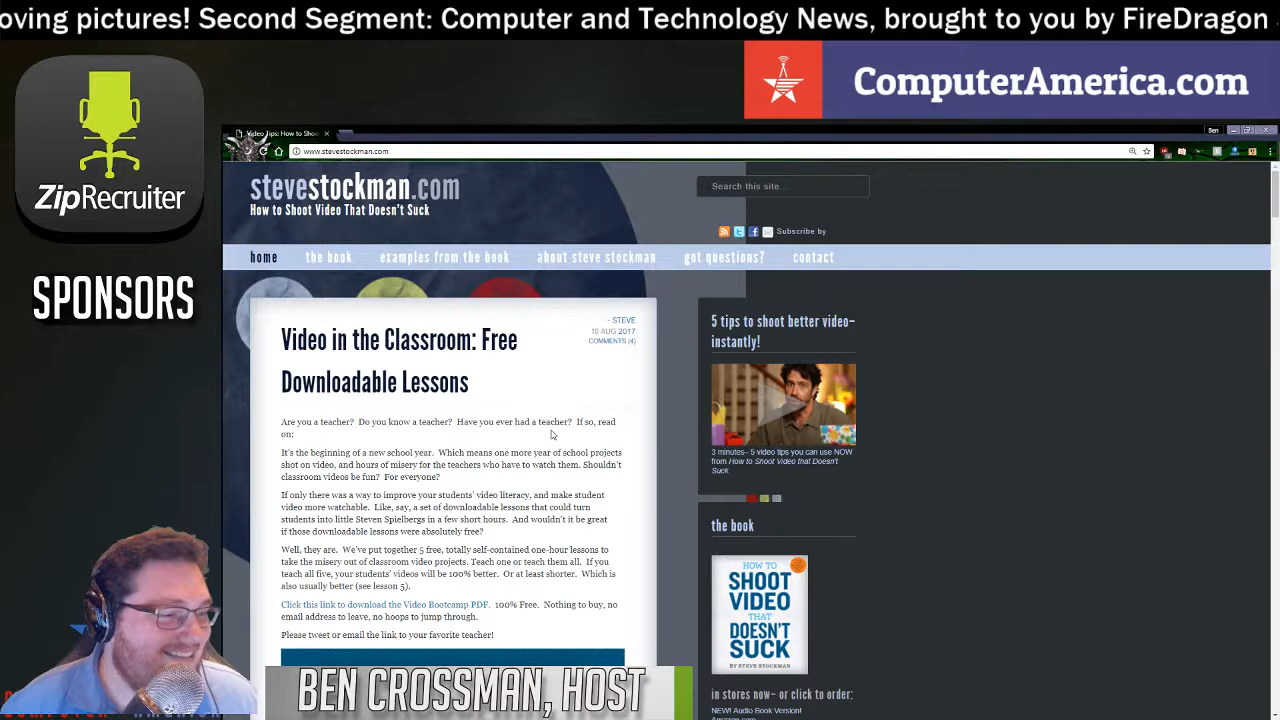 oving pictures! Second Segment: Computer and Technology News, brought to you by FireDragon
ComputerAmerica.com
ZipRecruiter
SPONSORS
Video Tips: How to Shoo
Ben
www.stevestockman.com
stevestockman.com
How to Shoot Video That Doesn't Suck
Search this site...
Subscribe by
home the book examples from the book about steve stockman got questions? contact
Video in the Classroom: Free
Downloadable Lessons
- STEVE
10 AUG 2017
COMMENTS (4)
Are you a teacher? Do you know a teacher? Have you ever had a teacher? If so, read
on:
It's the beginning of a new school year. Which means one more year of school projects
shot on video, and hours of misery for the teachers who have to watch them. Shouldn't
classroom videos be fun? For everyone?
If only there was a way to improve your students' video literacy, and make student
video more watchable. Like, say, a set of downloadable lessons that could turn
students into little Steven Spielbergs in a few short hours. And wouldn't it be great
if those downloadable lessons were absolutely free?
Well, they are. We've put together 5 free, totally self-contained one-hour lessons to
take the misery out of classroom video projects. Teach one or teach them all. If you
teach all five, your students' videos will be 100% better. Or at least shorter. Which is
also usually better (see lesson 5).
Click this link to download the Video Bootcamp PDF. 100% Free. Nothing to buy, no
email address to leave, no hoops to jump through.
Please tweet or email the link to your favorite teacher!
5 tips to shoot better video–
instantly!
3 minutes– 5 video tips you can use NOW
from How to Shoot Video that Doesn't
Suck
the book
HOW TO
SHOOT
VIDEO
THAT
DOESN'T
SUCK
BY STEVE STOCKMAN
in stores now– or click to order:
NEW! Audio Book Version!
Amazon.com
BEN CROSSMAN, HOST